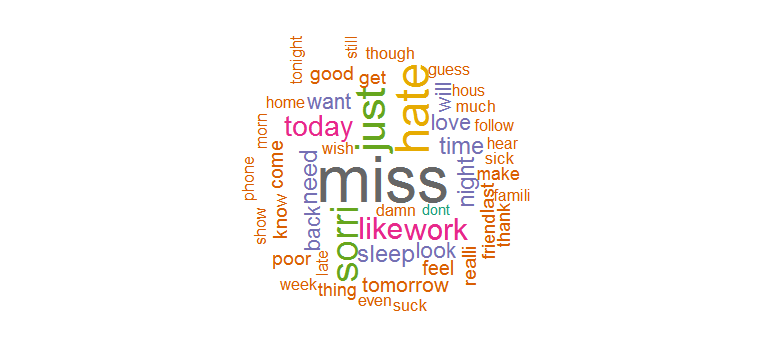 tonight
still
though
good
get
guess
hate
will
hous
home
want
just
much
love
follow
morn
today
wish
time
hear
sick
come
need
miss
night
make
phone
last
famili
know
back
damn
dont
friend
thank
show
sorri
like
work
poor
late
sleep
look
feel
realli
week
thing
tomorrow
even
suck